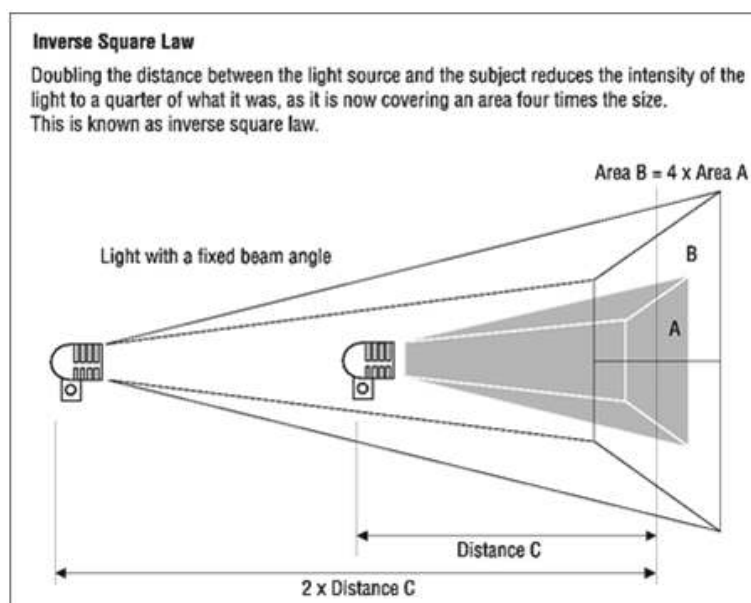 Inverse Square Law
Doubling the distance between the light source and the subject reduces the intensity of the
light to a quarter of what it was, as it is now covering an area four times the size.
This is known as inverse square law.
Area B = 4 x Area A
Light with a fixed beam angle
B
A
Distance C
2 x Distance C